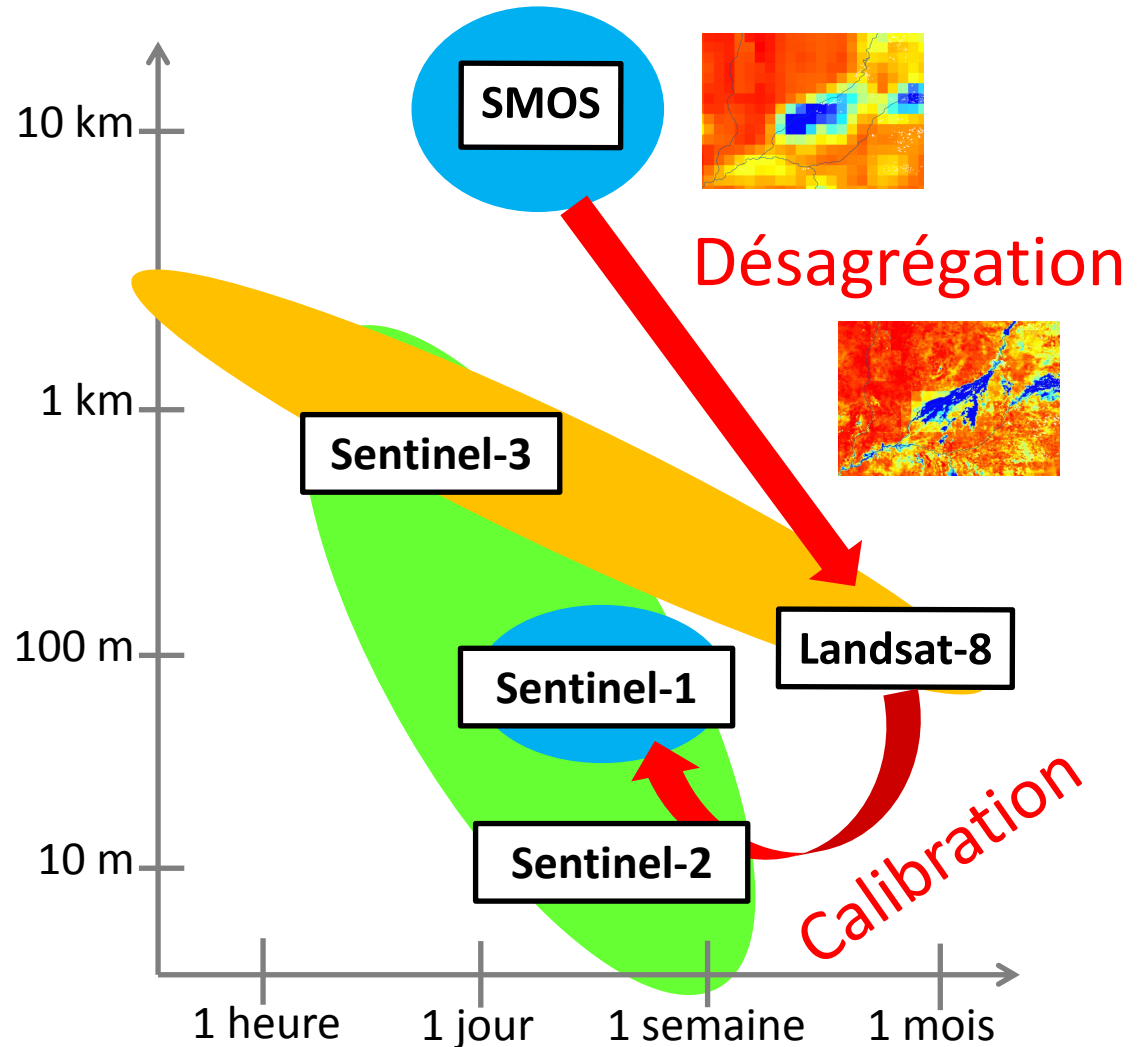 SMOS
10 km
Désagrégation
1 km
Sentinel-3
100 m
Landsat-8
Sentinel-1
Sentinel-2
10 m
Calibration
1 heure
1 jour
1 semaine
1 mois